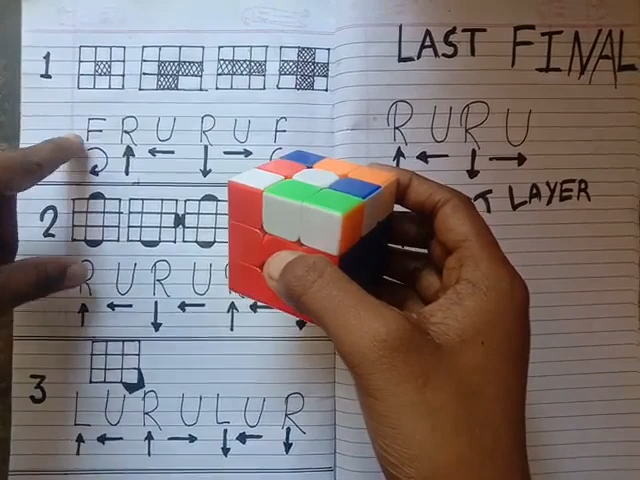 1
F R U R U F
2
R U R U
3
L U R U L U R
LAST FINAL
R U R U
LAYER